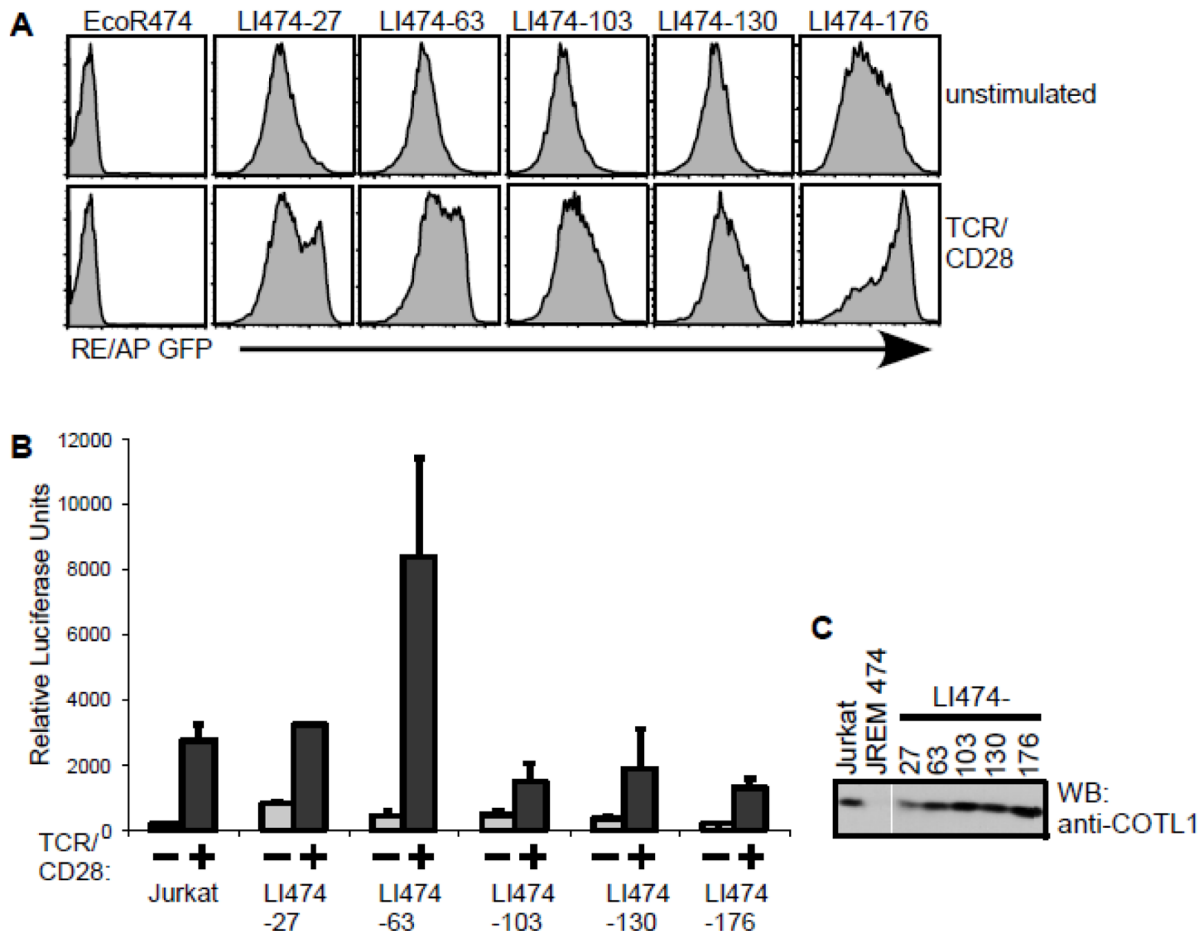 A
EcoR474 LI474-27 LI474-63 LI474-103 LI474-130 LI474-176
unstimulated
TCR/
CD28
RE/AP GFP
B
Relative Luciferase Units
12000
10000
8000
6000
4000
2000
0
TCR/
CD28:
− + − + − + − + − + − +
Jurkat LI474 LI474 LI474 LI474 LI474
-27 -63 -103 -130 -176
C
Jurkat
JREM 474
LI474-
27
63
103
130
176
WB:
anti-COTL1